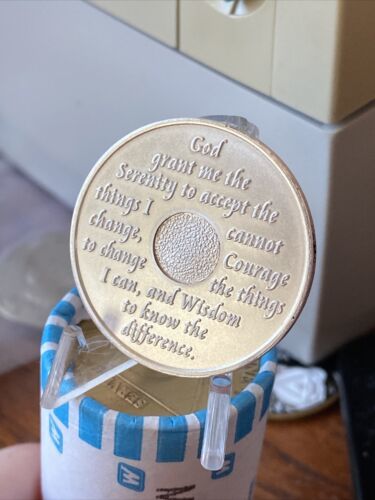 God
grant me the
Serenity to accept the
things I cannot
change, Courage
to change the things
I can, and Wisdom
to know the
difference.
W
W
W